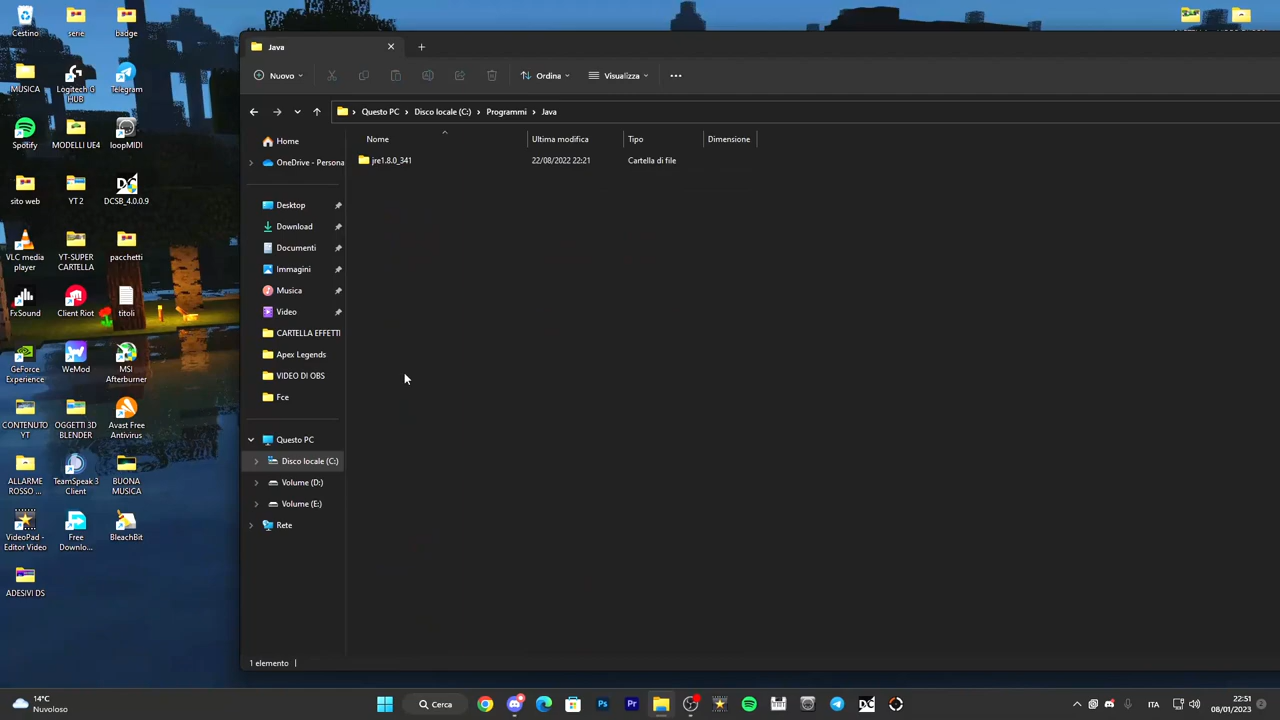 Cestino
serie
badge
MUSICA
Logitech G
HUB
Telegram
Spotify
MODELLI UE4
loopMIDI
sito web
YT 2
DCSB_4.0.0.9
VLC media
player
YT-SUPER
CARTELLA
pacchetti
FxSound
Client Riot
titoli
GeForce
Experience
WeMod
MSI
Afterburner
CONTENUTO
YT
OGGETTI 3D
BLENDER
Avast Free
Antivirus
ALLARME
ROSSO ...
TeamSpeak 3
Client
BUONA
MUSICA
VideoPad -
Editor Video
Free
Downlo...
BleachBit
ADESIVI DS
Java
Nuovo
Ordina
Visualizza
Questo PC > Disco locale (C:) > Programmi > Java
Nome Ultima modifica Tipo Dimensione
jre1.8.0_341 22/08/2022 22:21 Cartella di file
Home
OneDrive - Persona
Desktop
Download
Documenti
Immagini
Musica
Video
CARTELLA EFFETTI
Apex Legends
VIDEO DI OBS
Fce
Questo PC
Disco locale (C:)
Volume (D:)
Volume (E:)
Rete
1 elemento
14°C
Nuvoloso
Cerca
Ps
Pr
DC
ITA
22:51
08/01/2023